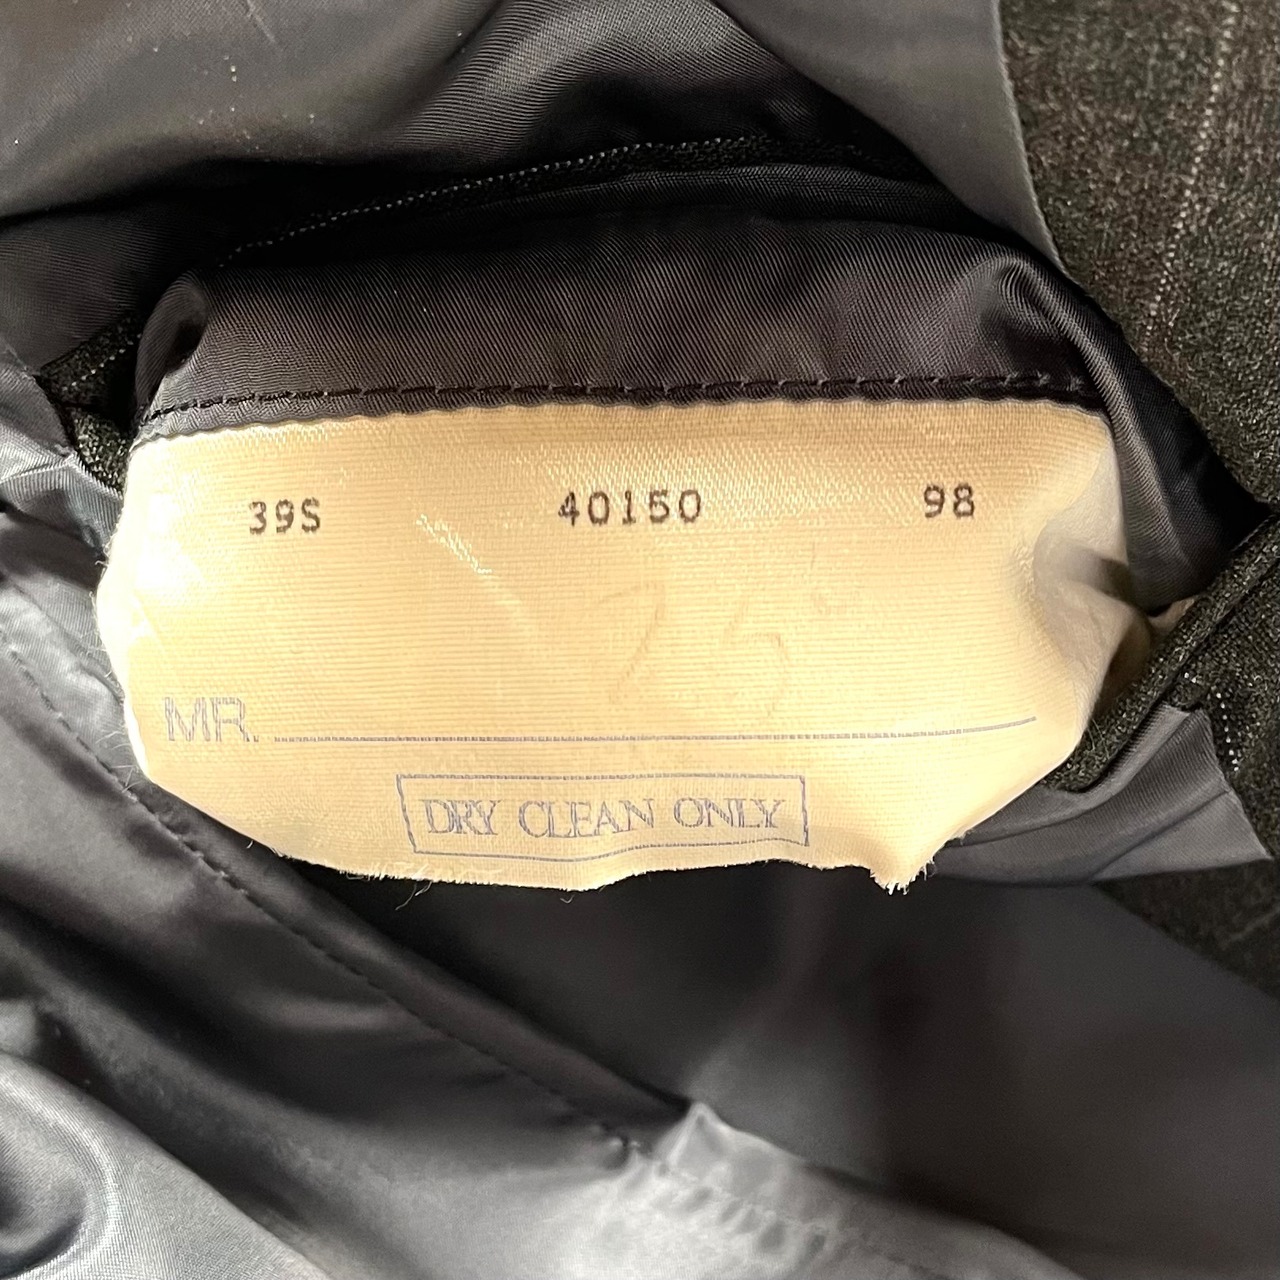 39S 40150 98
MR.
DRY CLEAN ONLY